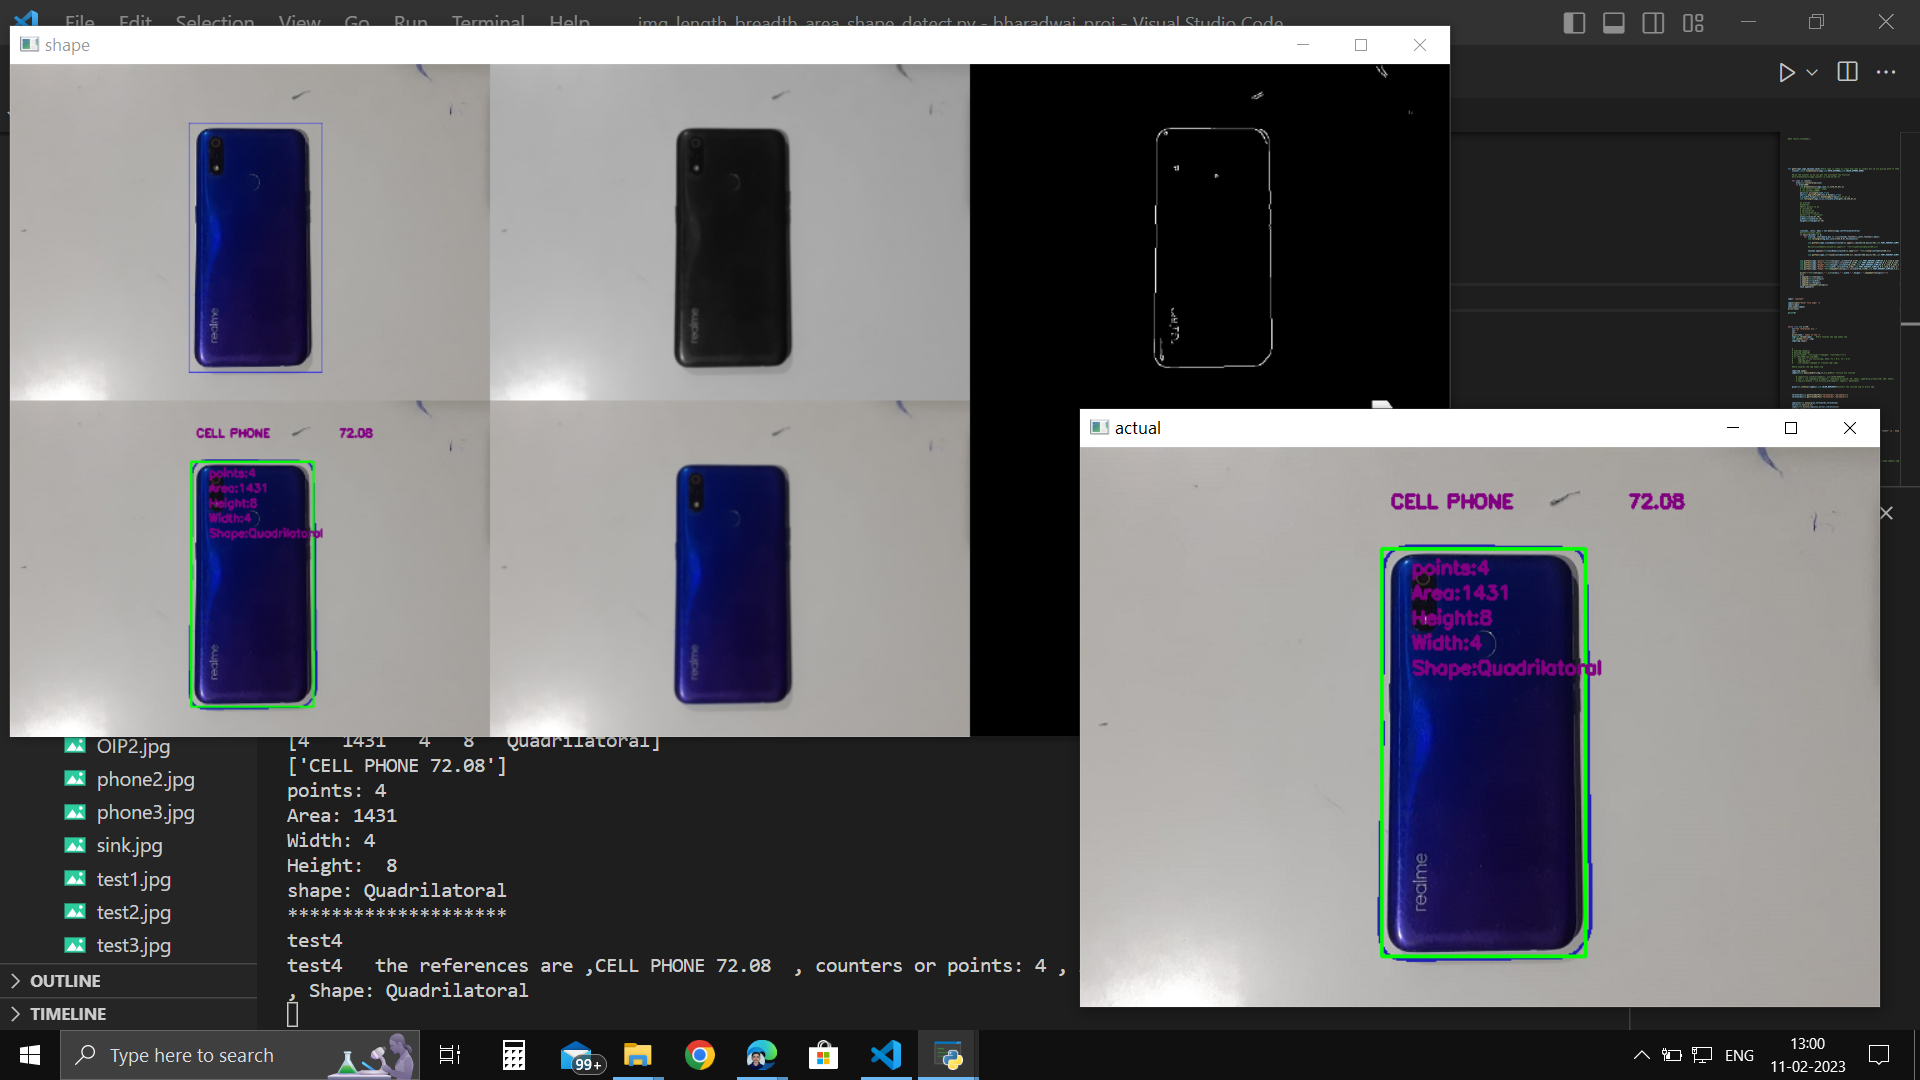 File Edit Selection View Go Run Terminal Help img_length_breadth_area_shape_detect.py - bharadwaj_proj - Visual Studio Code
shape
realme
realme
CELL PHONE 72.08
points:4
Area:1431
Height:8
Width:4
Shape:Quadrilatoral
realme
realme
actual
CELL PHONE 72.08
points:4
Area:1431
Height:8
Width:4
Shape:Quadrilatoral
realme
OIP2.jpg
phone2.jpg
phone3.jpg
sink.jpg
test1.jpg
test2.jpg
test3.jpg
OUTLINE
TIMELINE
[4 1431 4 8 Quadrilatoral]
['CELL PHONE 72.08']
points: 4
Area: 1431
Width: 4
Height: 8
shape: Quadrilatoral
********************
test4
test4 the references are ,CELL PHONE 72.08 , counters or points: 4 ,
, Shape: Quadrilatoral
Type here to search
99+
ENG
13:00
11-02-2023